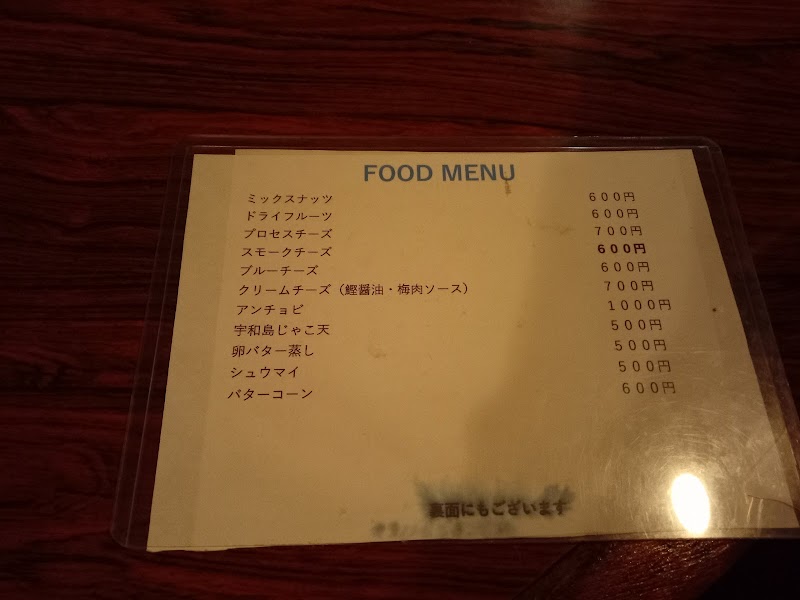 FOOD MENU
ミックスナッツ ６００円
ドライフルーツ ６００円
プロセスチーズ ７００円
スモークチーズ ６００円
ブルーチーズ ６００円
クリームチーズ（鰹醤油・梅肉ソース） ７００円
アンチョビ １０００円
宇和島じゃこ天 ５００円
卵バター蒸し ５００円
シュウマイ ５００円
バターコーン ６００円
裏面にもございます